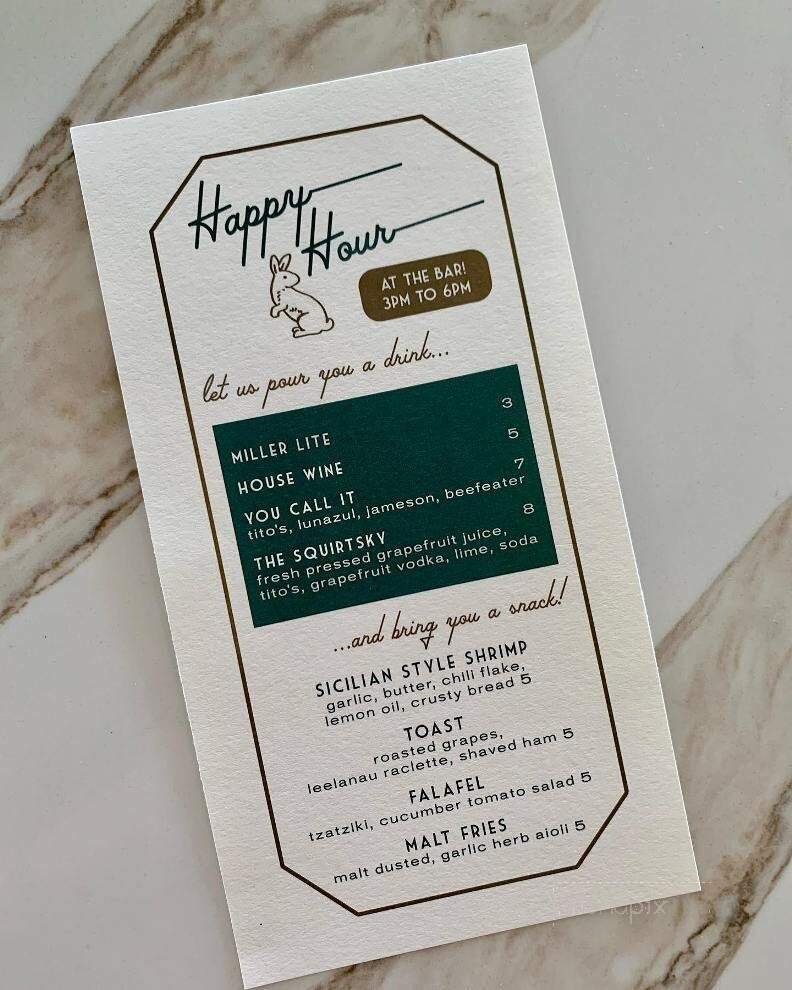 Happy
Hour
AT THE BAR!
3PM TO 6PM
let us pour you a drink...
MILLER LITE 3
HOUSE WINE 5
YOU CALL IT 7
tito's, lunazul, jameson, beefeater
THE SQUIRTSKY 8
fresh pressed grapefruit juice,
tito's, grapefruit vodka, lime, soda
...and bring you a snack!
SICILIAN STYLE SHRIMP
garlic, butter, chili flake,
lemon oil, crusty bread 5
TOAST
roasted grapes,
leelanau raclette, shaved ham 5
FALAFEL
tzatziki, cucumber tomato salad 5
MALT FRIES
malt dusted, garlic herb aioli 5